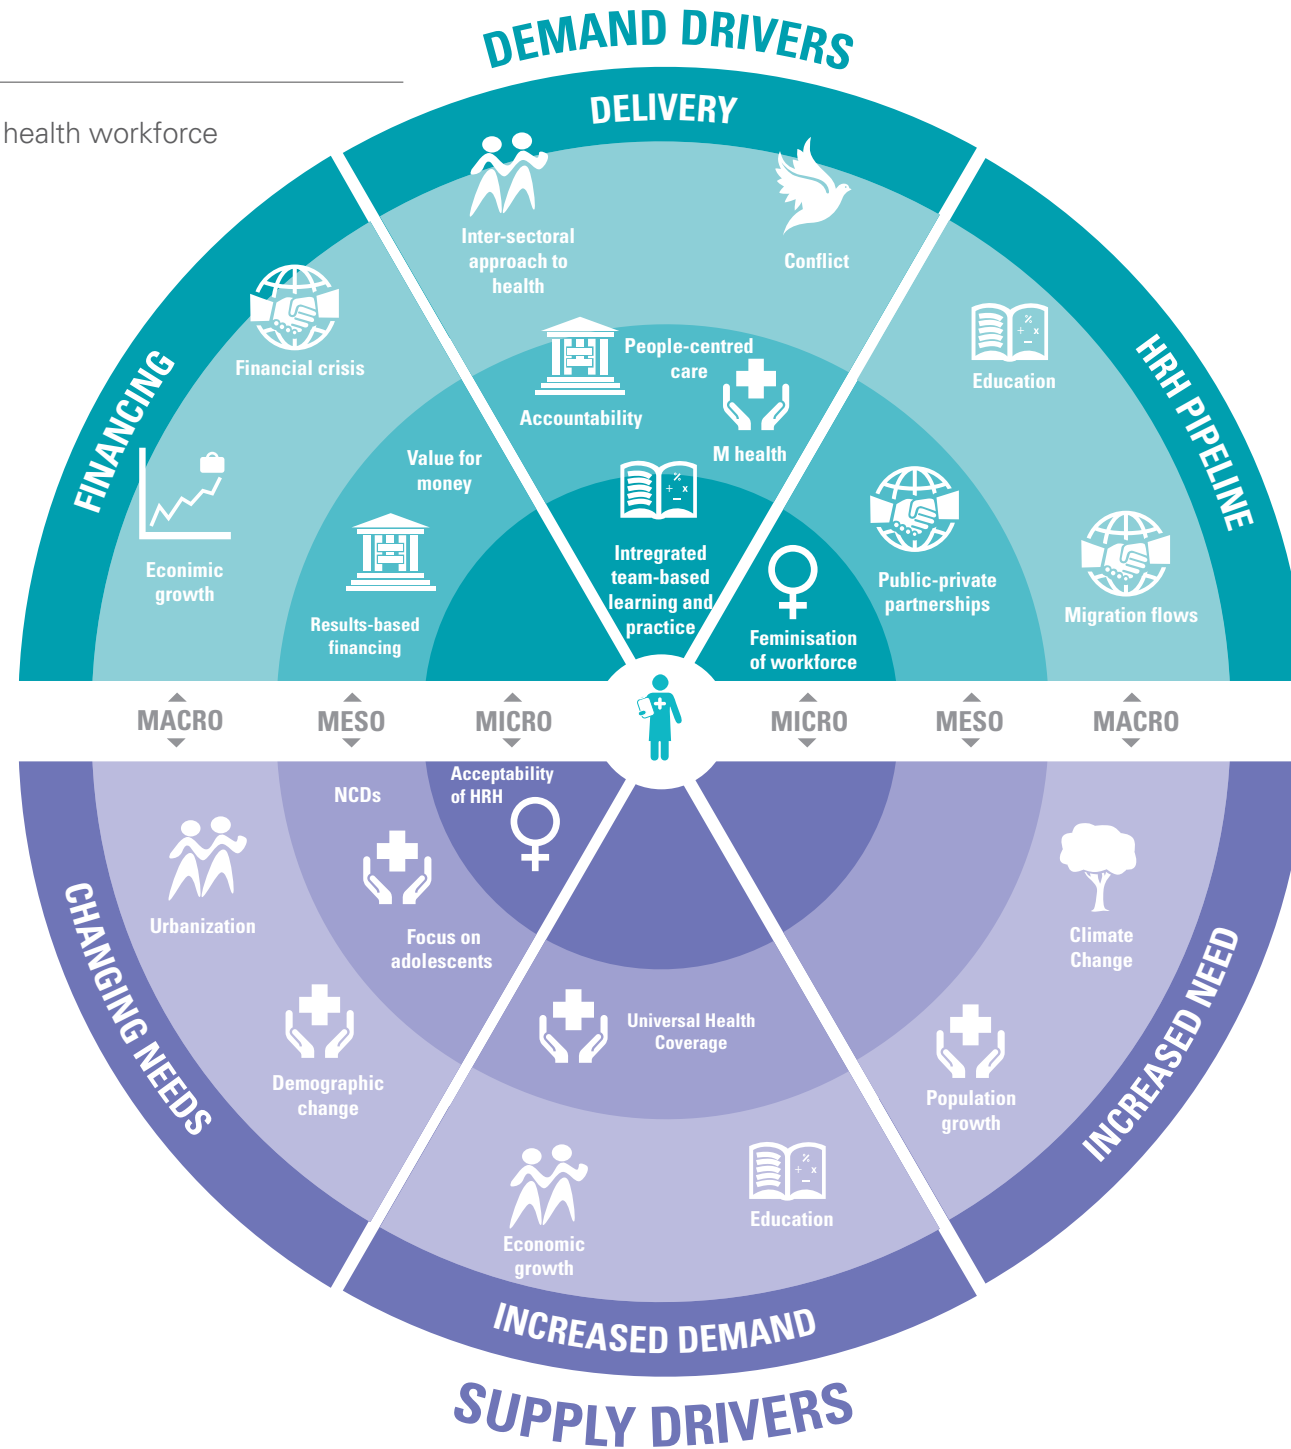 DEMAND DRIVERS
health workforce
DELIVERY
FINANCING
HRH PIPELINE
Inter-sectoral
approach to
health
Conflict
Financial crisis
Education
Accountability
People-centred
care
M health
Value for
money
Econimic
growth
Results-based
financing
Intregrated
team-based
learning and
practice
Feminisation
of workforce
Public-private
partnerships
Migration flows
MACRO
MESO
MICRO
MICRO
MESO
MACRO
CHANGING NEEDS
INCREASED NEED
NCDs
Acceptability
of HRH
Urbanization
Focus on
adolescents
Demographic
change
Universal Health
Coverage
Climate
Change
Population
growth
Economic
growth
Education
INCREASED DEMAND
SUPPLY DRIVERS